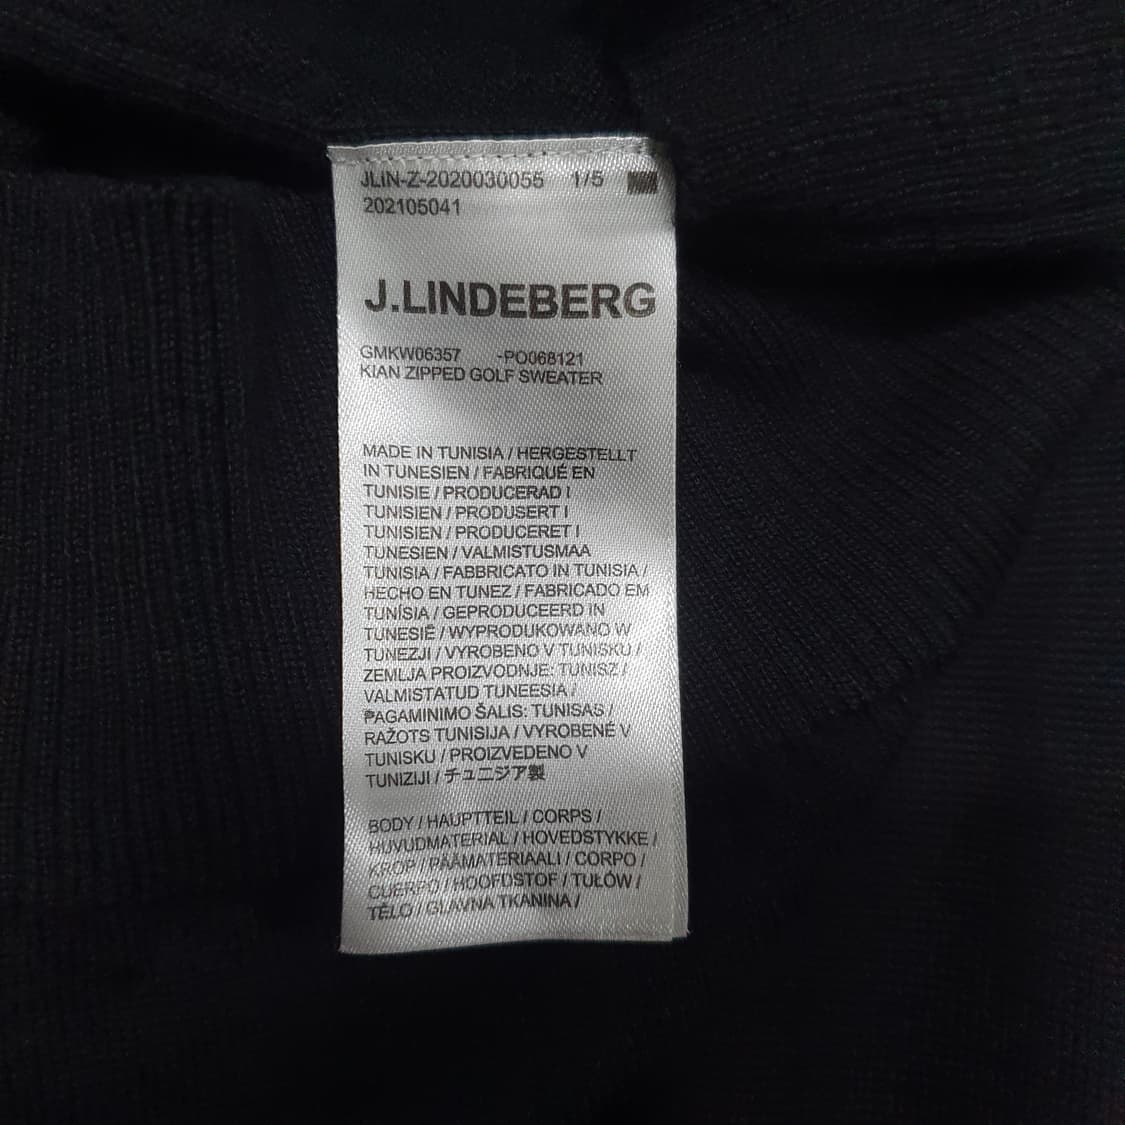 JLIN-Z-2020030055 1/5
202105041
J.LINDEBERG
GMKW06357 -PO068121
KIAN ZIPPED GOLF SWEATER
MADE IN TUNISIA / HERGESTELLT
IN TUNESIEN / FABRIQUÉ EN
TUNISIE / PRODUCERAD I
TUNISIEN / PRODUSERT I
TUNISIEN / PRODUCERET I
TUNESIEN / VALMISTUSMAA
TUNISIA / FABBRICATO IN TUNISIA /
HECHO EN TUNEZ / FABRICADO EM
TUNÍSIA / GEPRODUCEERD IN
TUNESIË / WYPRODUKOWANO W
TUNEZJI / VYROBENO V TUNISKU /
ZEMLJA PROIZVODNJE: TUNISZ /
VALMISTATUD TUNEESIA /
PAGAMINIMO ŠALIS: TUNISAS /
RAŽOTS TUNISIJA / VYROBENÉ V
TUNISKU / PROIZVEDENO V
TUNIZIJI / チュニジア製
BODY / HAUPTTEIL / CORPS /
HUVUDMATERIAL / HOVEDSTYKKE /
KROP / PÄÄMATERIAALI / CORPO /
CUERPO / HOOFDSTOF / TUŁÓW /
TĚLO / GLAVNA TKANINA /